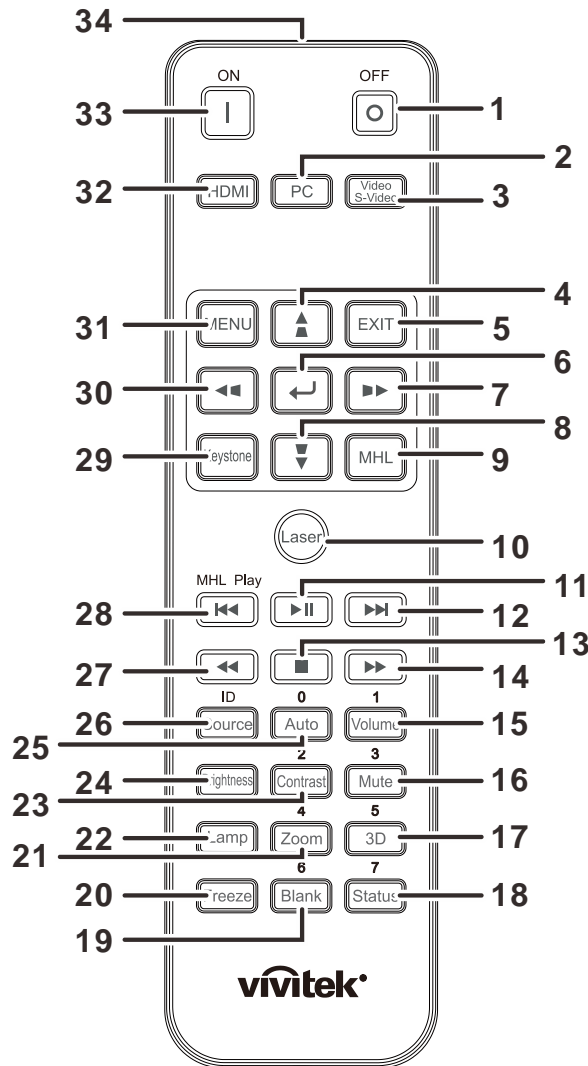 34
ON OFF
33 1
HDMI PC Video S-Video
32 2
3
MENU EXIT
31 4
5
30 6
7
Keystone MHL
29 8
9
Laser
10
MHL Play
28 11
12
27 13
14
ID 0 1
Source Auto Volume
26 15
25
2 3
Brightness Contrast Mute
24 16
23
4 5
Lamp Zoom 3D
22 17
21
6 7
Freeze Blank Status
20 18
19
vivitek